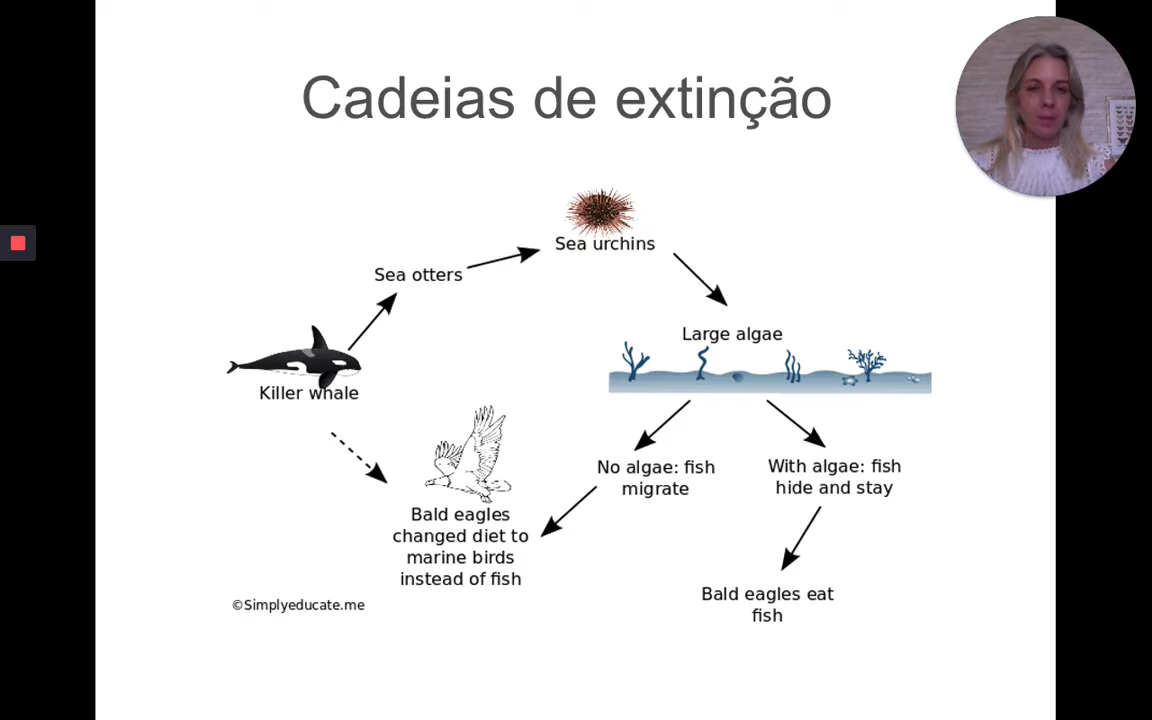 Cadeias de extinção
Sea urchins
Sea otters
Large algae
Killer whale
No algae: fish
migrate
With algae: fish
hide and stay
Bald eagles
changed diet to
marine birds
instead of fish
Bald eagles eat
fish
©Simplyeducate.me